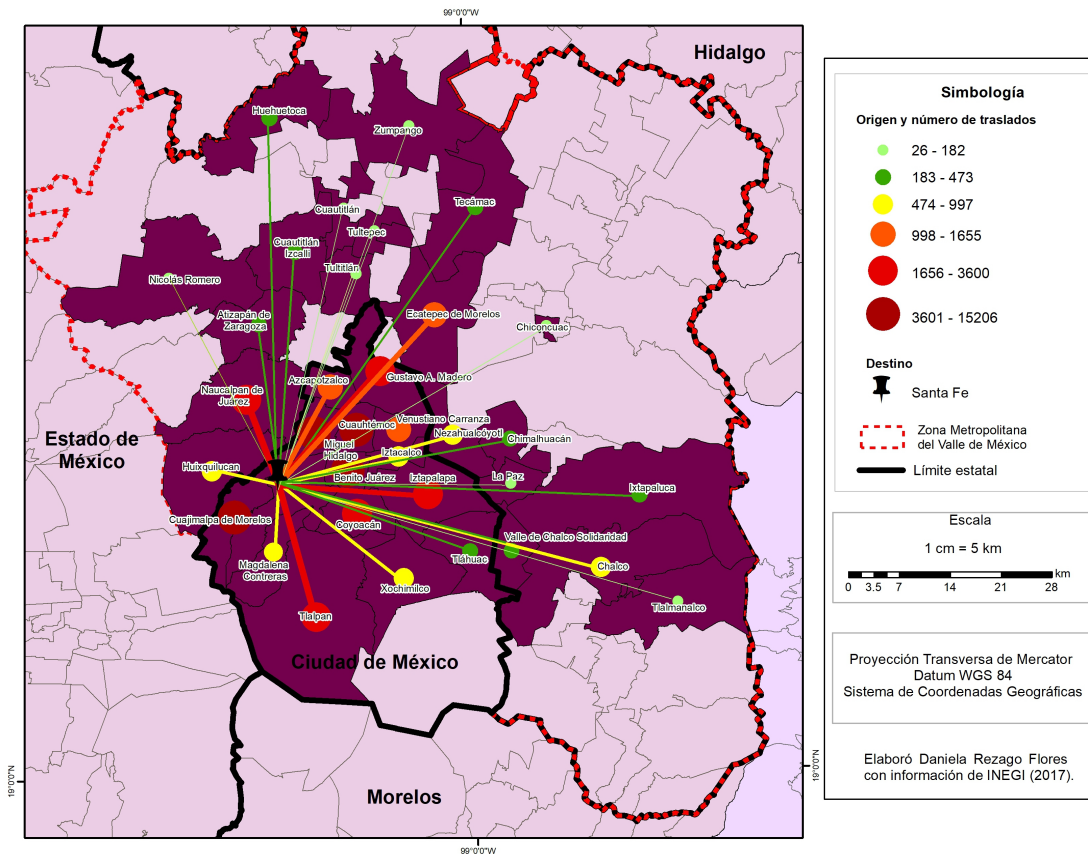 99°0'0"W
Hidalgo
Huehuetoca
Zumpango
Tecámac
Cuautitlán
Tultepec
Cuautitlán
Izcalli
Tultitlán
Nicolás Romero
Atizapán de
Zaragoza
Ecatepec de Morelos
Chiconcuac
Azcapotzalco
Gustavo A. Madero
Naucalpan de
Juárez
Cuauhtémoc
Venustiano Carranza
Nezahualcóyotl
Chimalhuacán
Miguel
Hidalgo
Iztacalco
Estado de
México
Huixquilucan
Benito Juárez
Iztapalapa
La Paz
Ixtapaluca
Cuajimalpa de Morelos
Coyoacán
Valle de Chalco Solidaridad
Tláhuac
Chalco
Magdalena
Contreras
Xochimilco
Tlalmanalco
Tlalpan
Ciudad de México
Morelos
19°0'0"N
19°0'0"N
99°0'0"W
Simbología
Origen y número de traslados
26 - 182
183 - 473
474 - 997
998 - 1655
1656 - 3600
3601 - 15206
Destino
Santa Fe
Zona Metropolitana
del Valle de México
Límite estatal
Escala
1 cm = 5 km
km
0 3.5 7 14 21 28
Proyección Transversa de Mercator
Datum WGS 84
Sistema de Coordenadas Geográficas
Elaboró Daniela Rezago Flores
con información de INEGI (2017).